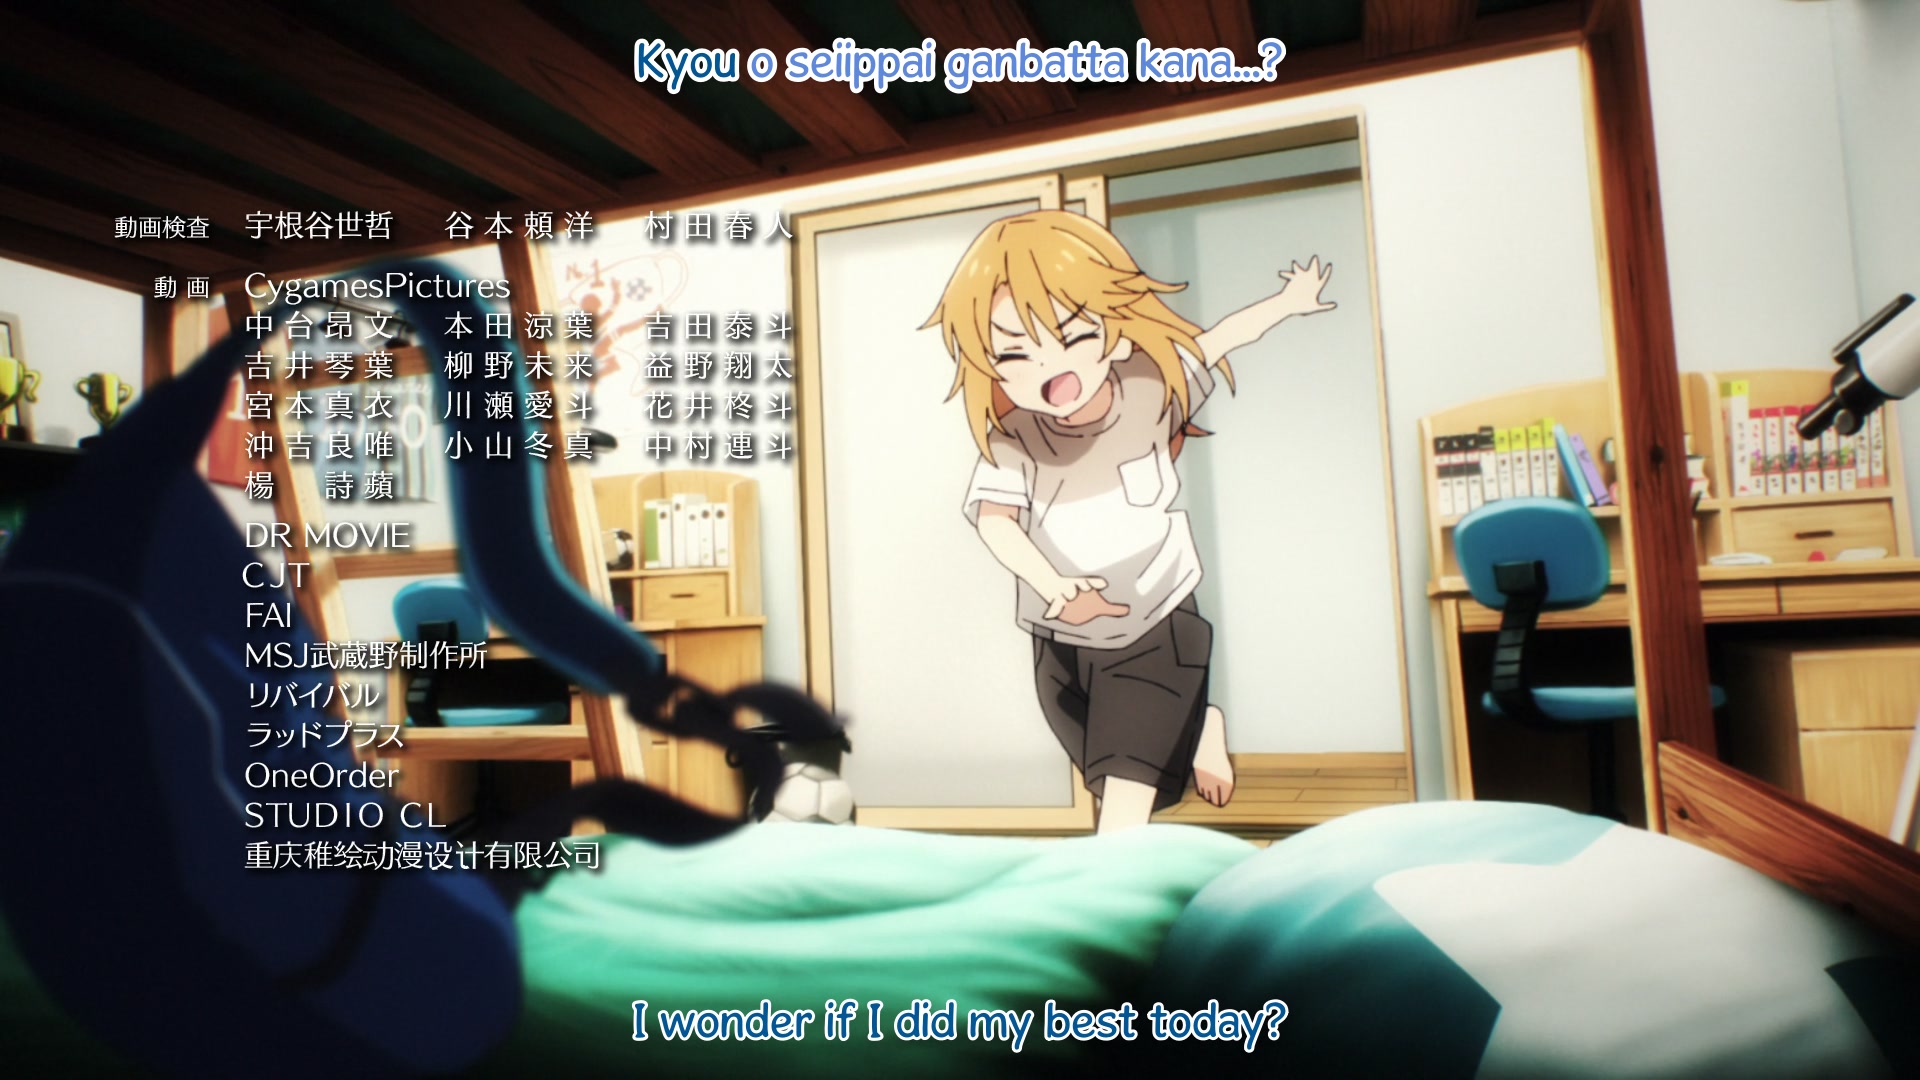 Kyou o seiippai ganbatta kana...?
動画検査 宇根谷世哲 谷本頼洋 村田春人
動画 CygamesPictures
中台昂文 本田涼葉 吉田泰斗
吉井琴葉 柳野未来 益野翔太
宮本真衣 川瀬愛斗 花井柊斗
沖吉良唯 小山冬真 中村連斗
楊 詩蘋
DR MOVIE
CJT
FAI
MSJ武蔵野制作所
リバイバル
ラッドプラス
OneOrder
STUDIO CL
重庆稚绘动漫设计有限公司
I wonder if I did my best today?